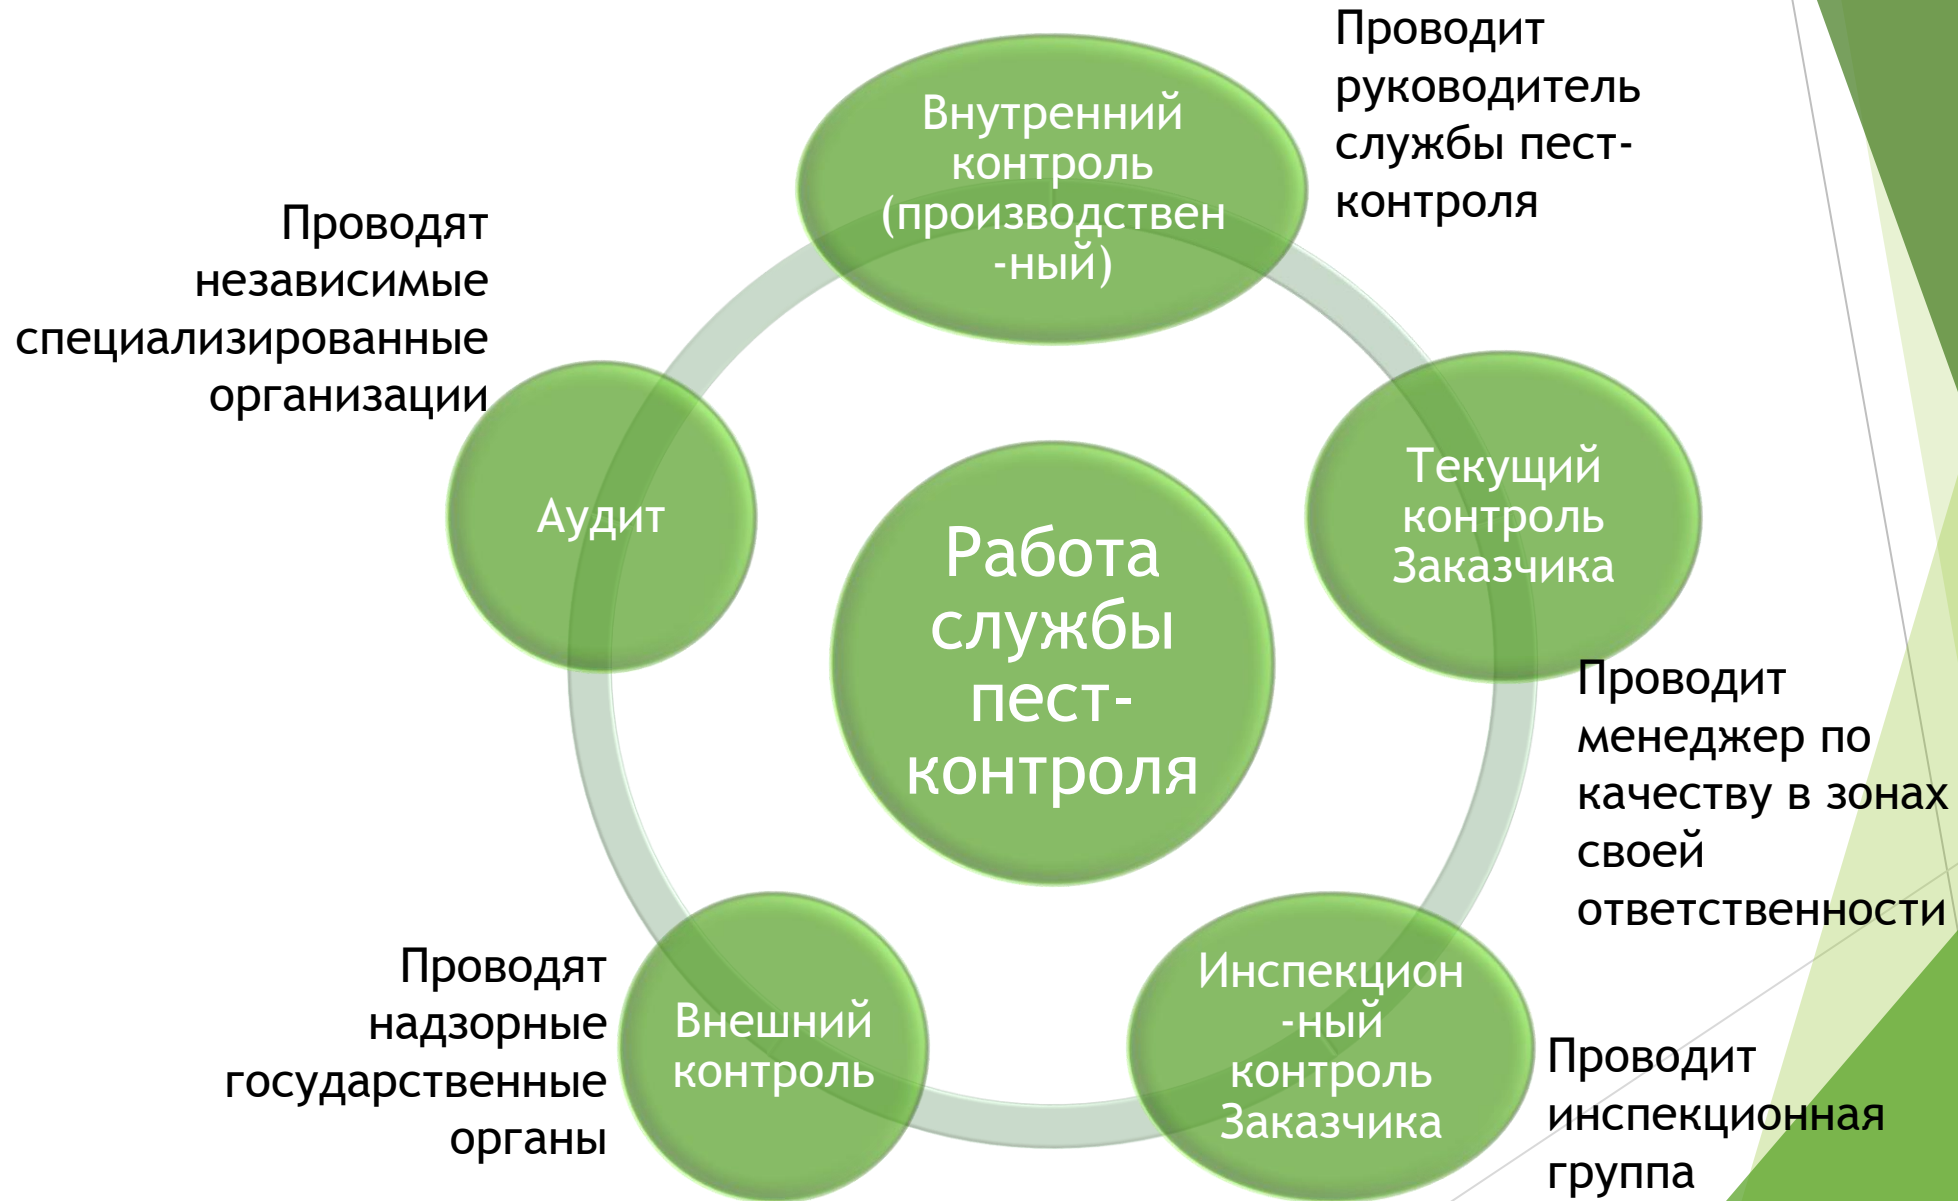 Внутренний
контроль
(производствен
-ный)
Проводит
руководитель
службы пест-
контроля
Текущий
контроль
Заказчика
Проводит
менеджер по
качеству в зонах
своей
ответственности
Инспекцион
-ный
контроль
Заказчика
Проводит
инспекционная
группа
Внешний
контроль
Проводят
надзорные
государственные
органы
Аудит
Проводят
независимые
специализированные
организации
Работа
службы
пест-
контроля